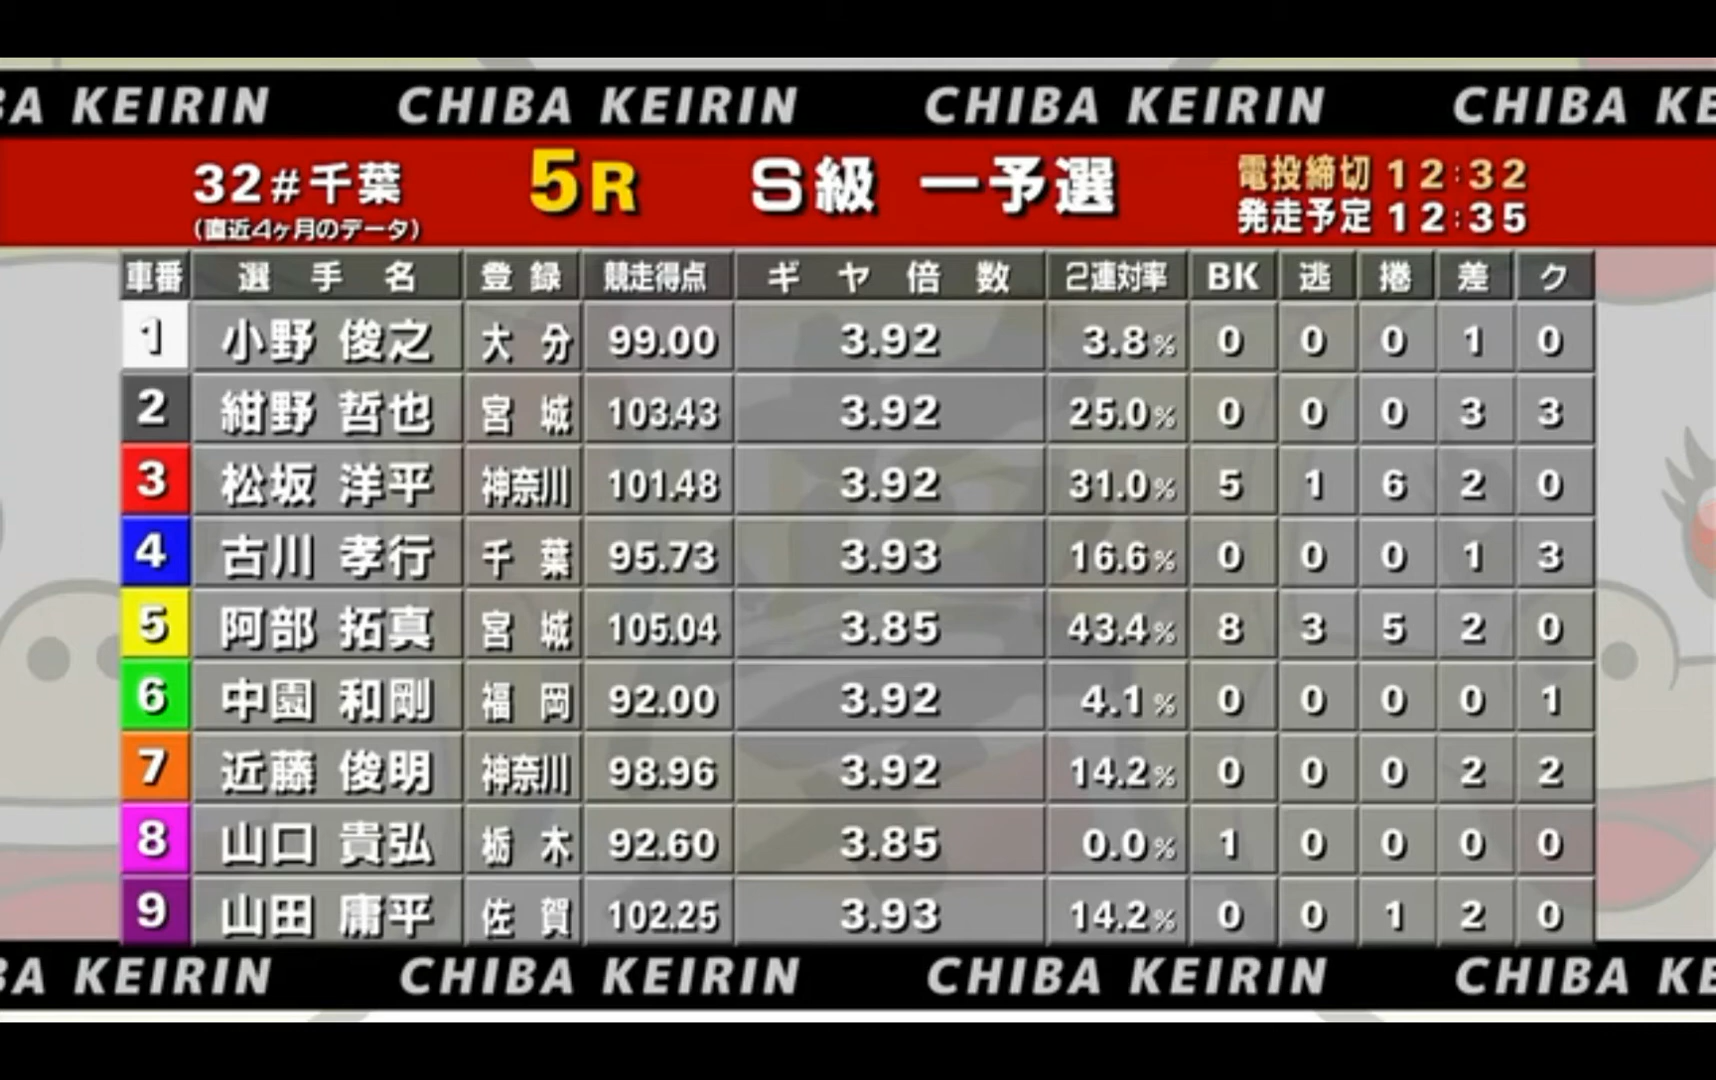 BA KEIRIN CHIBA KEIRIN CHIBA KEIRIN CHIBA KE
32#千葉 5R S級 一予選 電投締切 12:32
(直近4ヶ月のデータ) 発走予定 12:35
車番 選手名 登録 競走得点 ギヤ倍数 2連対率 BK 逃 捲 差 ク
1 小野 俊之 大分 99.00 3.92 3.8% 0 0 0 1 0
2 紺野 哲也 宮城 103.43 3.92 25.0% 0 0 0 3 3
3 松坂 洋平 神奈川 101.48 3.92 31.0% 5 1 6 2 0
4 古川 孝行 千葉 95.73 3.93 16.6% 0 0 0 1 3
5 阿部 拓真 宮城 105.04 3.85 43.4% 8 3 5 2 0
6 中園 和剛 福岡 92.00 3.92 4.1% 0 0 0 0 1
7 近藤 俊明 神奈川 98.96 3.92 14.2% 0 0 0 2 2
8 山口 貴弘 栃木 92.60 3.85 0.0% 1 0 0 0 0
9 山田 庸平 佐賀 102.25 3.93 14.2% 0 0 1 2 0
BA KEIRIN CHIBA KEIRIN CHIBA KEIRIN CHIBA KE